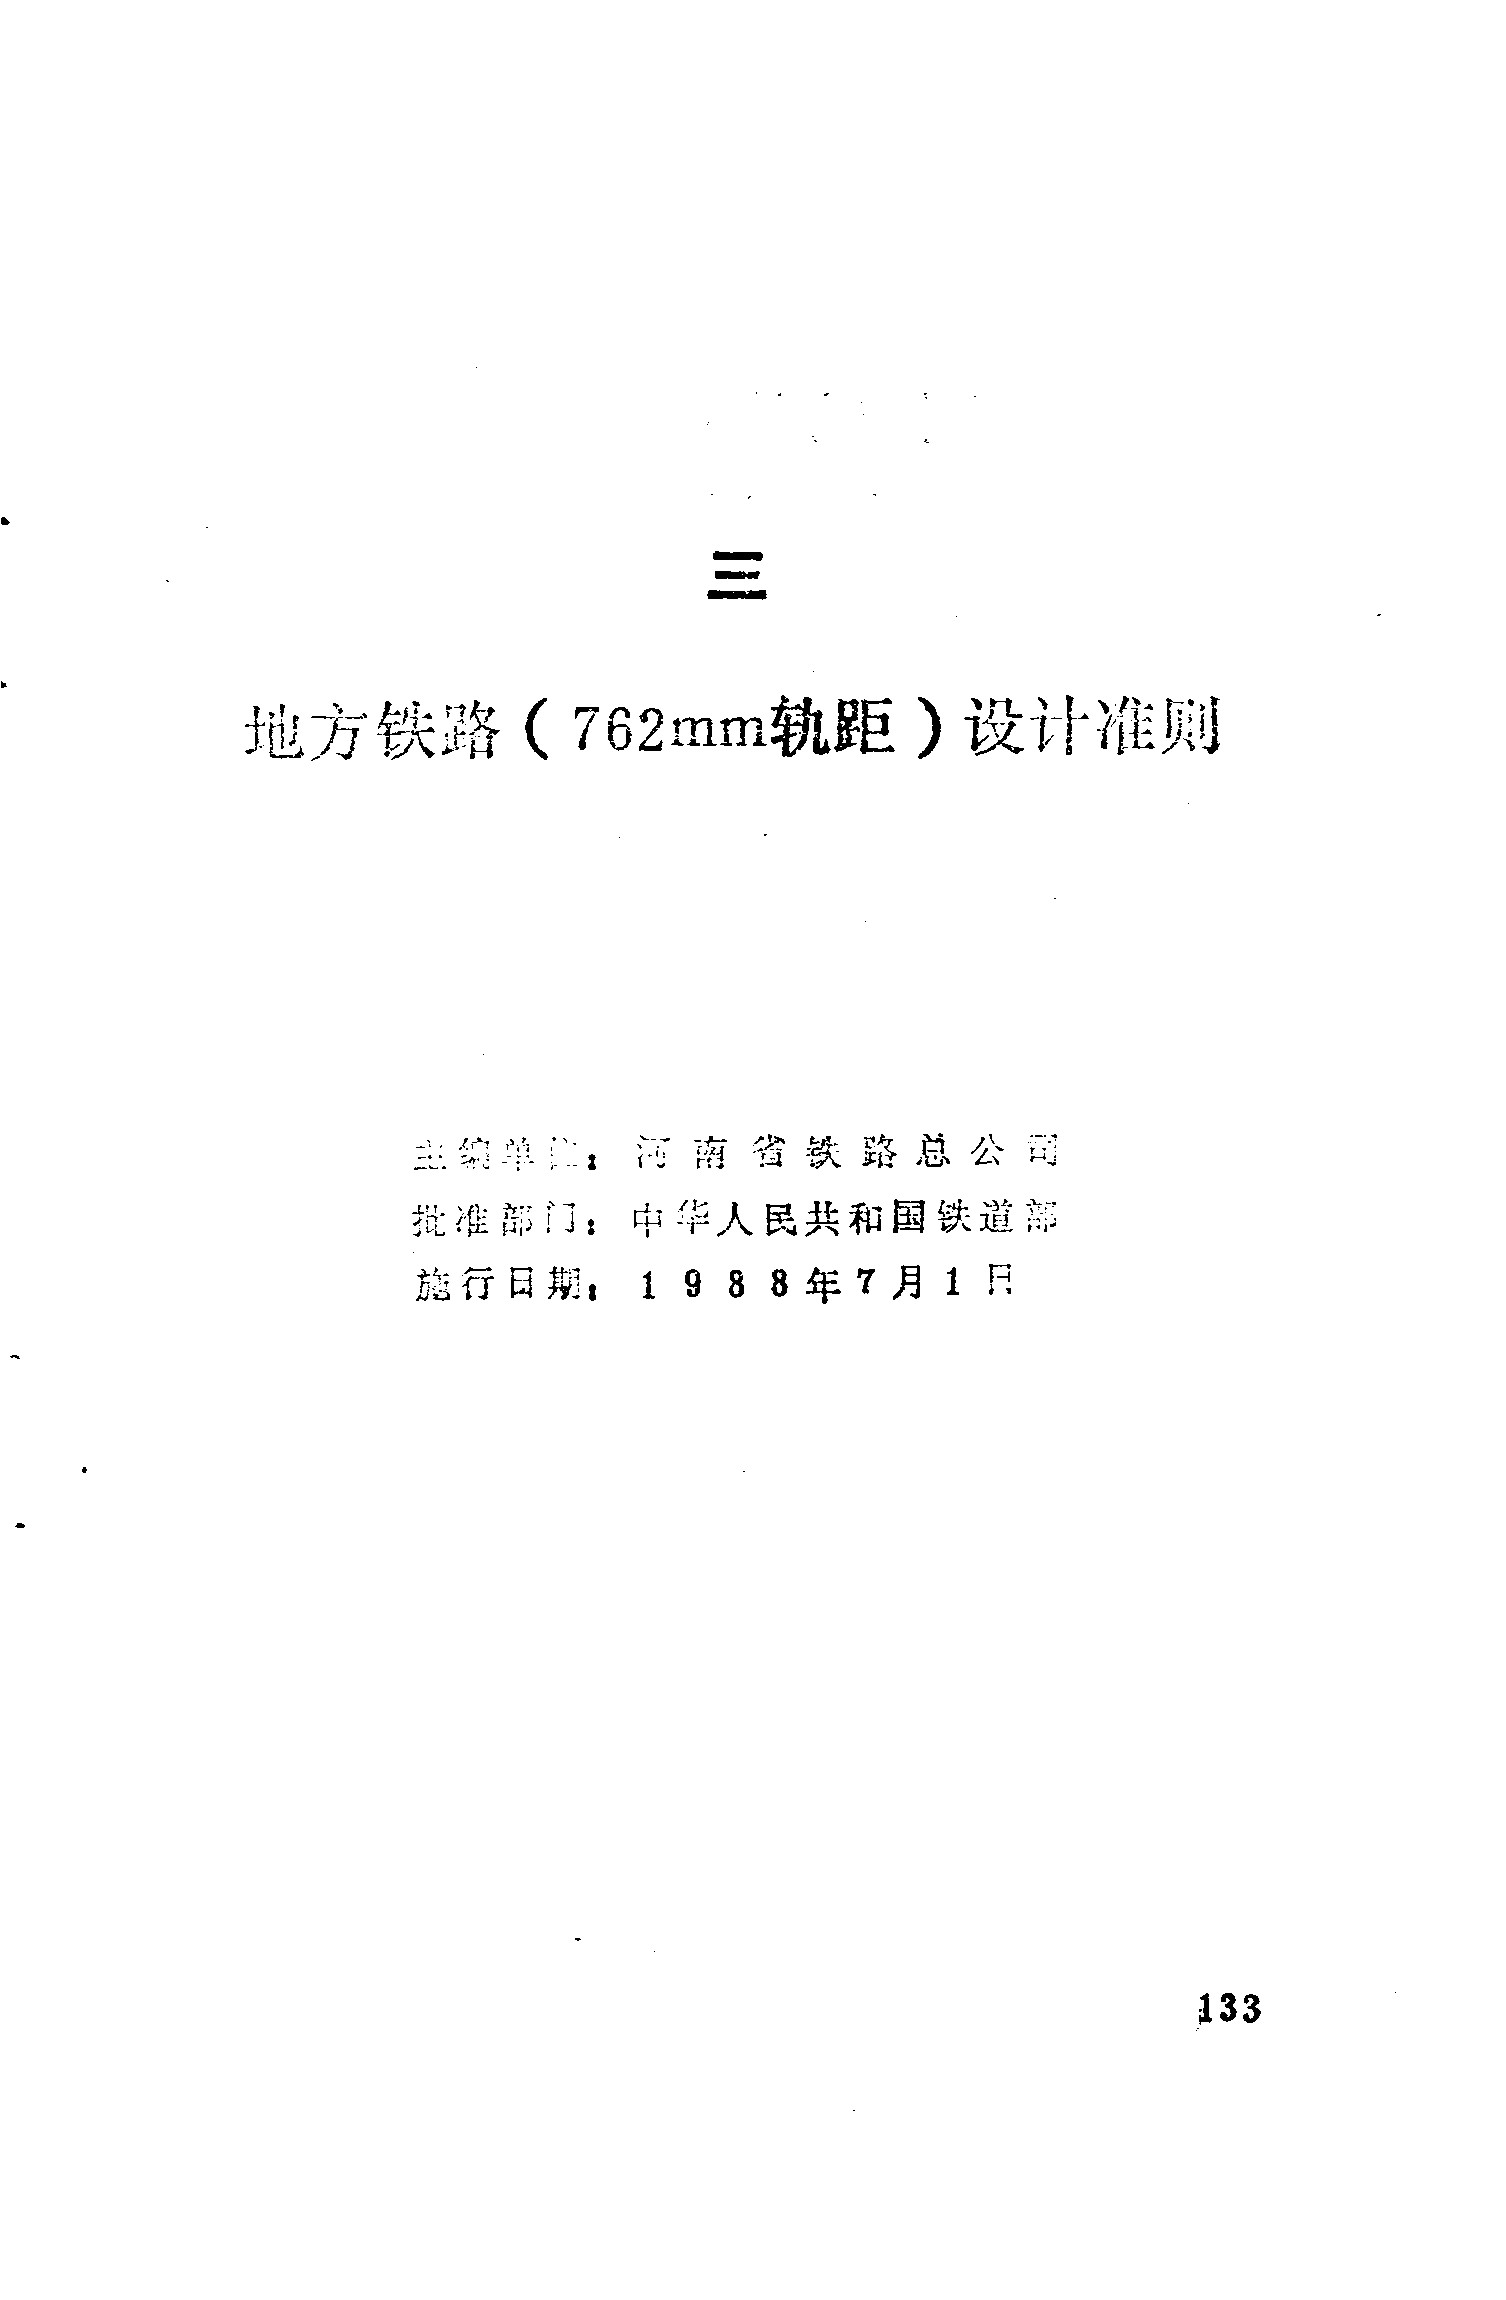 三
地方铁路(762mm轨距)设计准则
主编单位：河南省铁路总公司
批准部门：中华人民共和国铁道部
施行日期：1988年7月1日
133